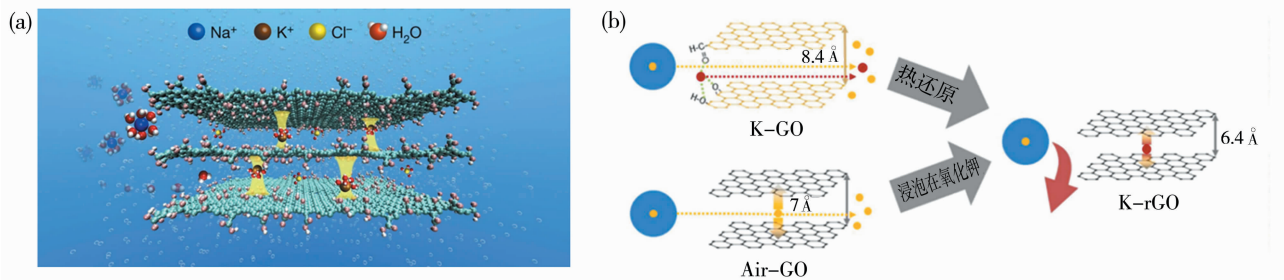 (a)
Na⁺ K⁺ Cl⁻ H₂O
(b)
H-C
O
O
H-O
8.4 Å
K-GO
热还原
7 Å
Air-GO
浸泡在氧化钾
6.4 Å
K-rGO